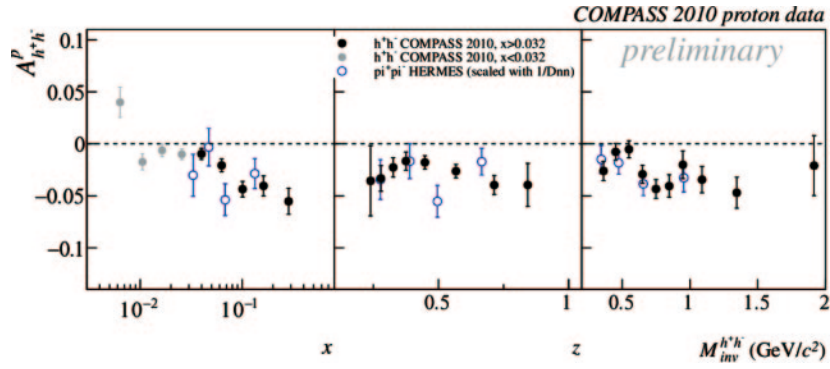 COMPASS 2010 proton data
A^p_{h^+h^-}
0.1
0.05
0
−0.05
−0.1
h⁺h⁻ COMPASS 2010, x>0.032
h⁺h⁻ COMPASS 2010, x<0.032
pi⁺pi⁻ HERMES (scaled with 1/Dnn)
preliminary
10⁻² 10⁻¹ 0.5 1 0.5 1 1.5 2
x z M^{h^+h^-}_{inv} (GeV/c²)